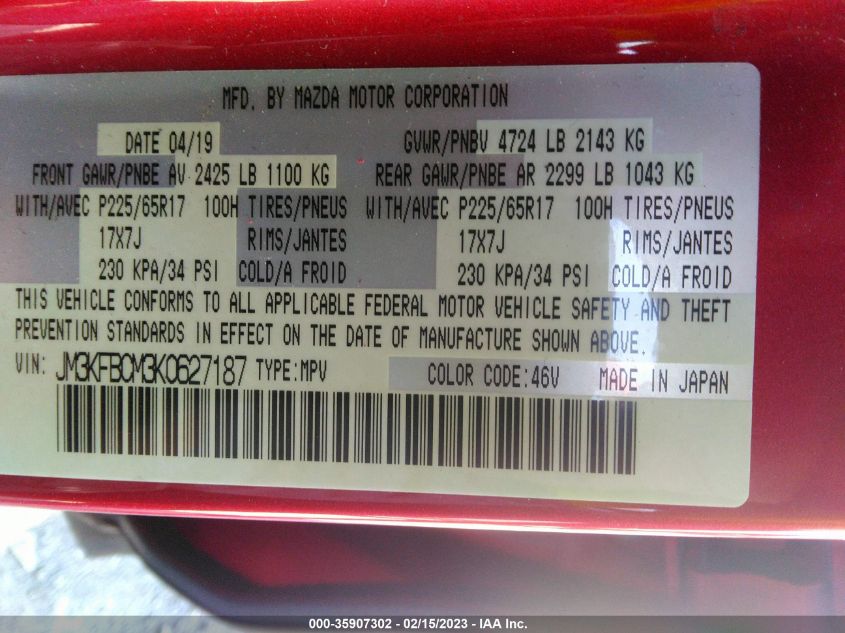 MFD. BY MAZDA MOTOR CORPORATION
DATE 04/19 GVWR/PNBV 4724 LB 2143 KG
FRONT GAWR/PNBE AV 2425 LB 1100 KG REAR GAWR/PNBE AR 2299 LB 1043 KG
WITH/AVEC P225/65R17 100H TIRES/PNEUS WITH/AVEC P225/65R17 100H TIRES/PNEUS
17X7J RIMS/JANTES 17X7J RIMS/JANTES
230 KPA/34 PSI COLD/A FROID 230 KPA/34 PSI COLD/A FROID
THIS VEHICLE CONFORMS TO ALL APPLICABLE FEDERAL MOTOR VEHICLE SAFETY AND THEFT
PREVENTION STANDARDS IN EFFECT ON THE DATE OF MANUFACTURE SHOWN ABOVE.
VIN: JM3KFBCM3K0627187 TYPE:MPV COLOR CODE:46V MADE IN JAPAN
000-35907302 - 02/15/2023 - IAA Inc.